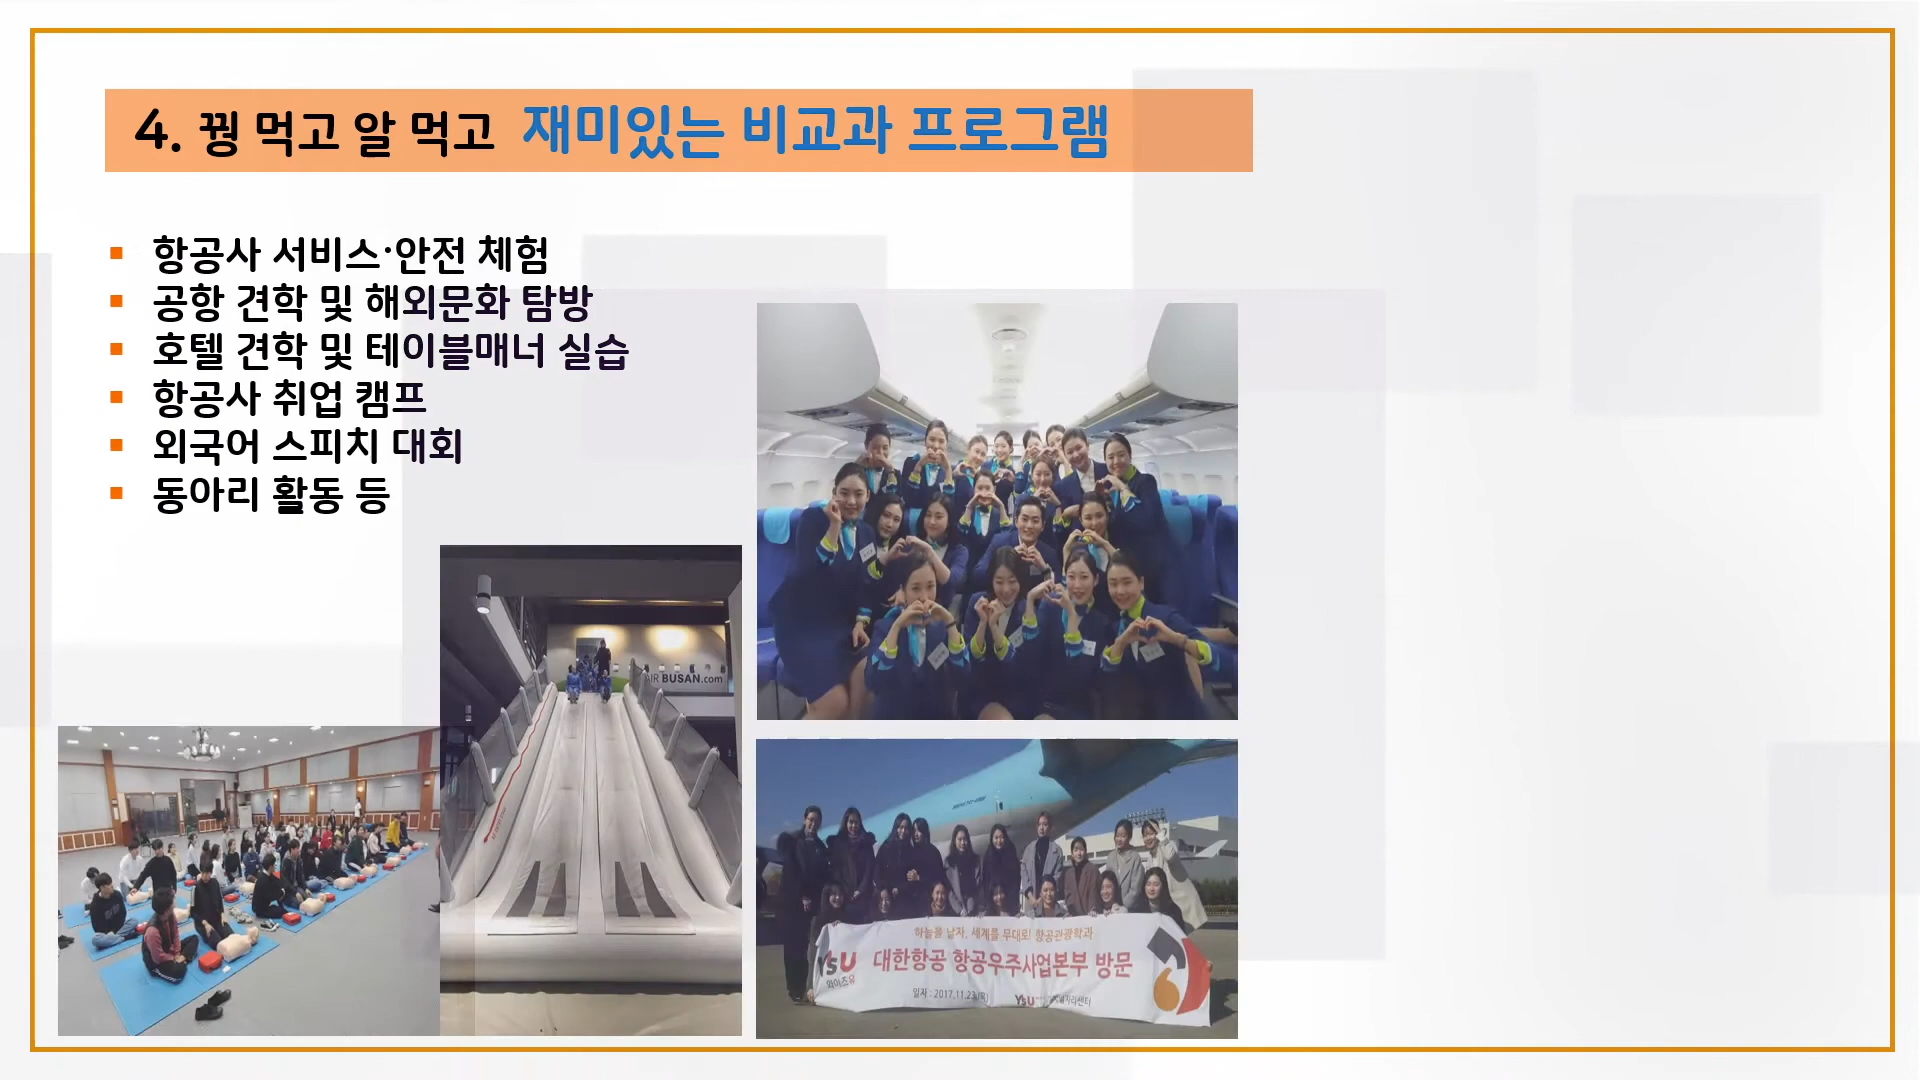 4. 꿩 먹고 알 먹고 재미있는 비교과 프로그램
항공사 서비스·안전 체험
공항 견학 및 해외문화 탐방
호텔 견학 및 테이블매너 실습
항공사 취업 캠프
외국어 스피치 대회
동아리 활동 등
AIR BUSAN.com
하늘을 날자, 세계를 무대로! 항공관광학과
YSU 대한항공 항공우주사업본부 방문
와이즈유
일자 : 2017.11.23(목) YSU